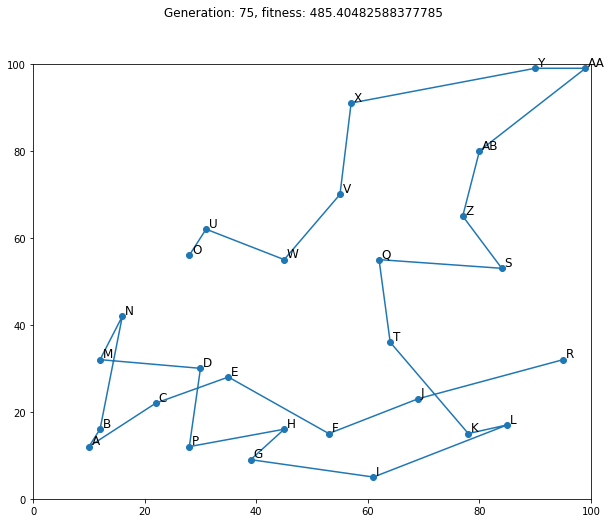 Generation: 75, fitness: 485.40482588377785
100
80
60
40
20
0
0
20
40
60
80
100
Y
AA
X
AB
V
Z
U
O
W
Q
S
N
M
D
T
R
E
C
J
B
A
P
H
F
K
L
G
I